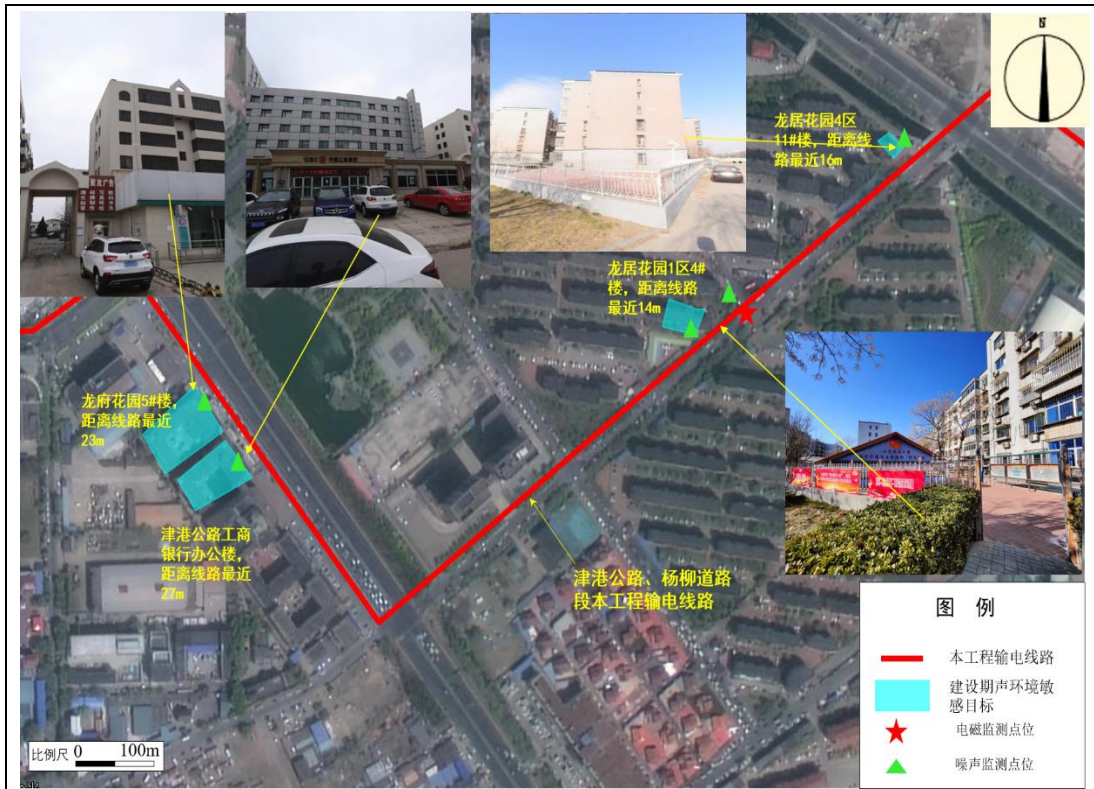 N
龙居花园4区
11#楼，距离线
路最近16m
龙居花园1区4#
楼，距离线路
最近14m
聚友广告
龙府花园5#楼，
距离线路最近
23m
津港公路工商
银行办公楼，
距离线路最近
27m
津港公路、杨柳道路
段本工程输电线路
图 例
本工程输电线路
建设期声环境敏
感目标
电磁监测点位
噪声监测点位
比例尺 0 100m